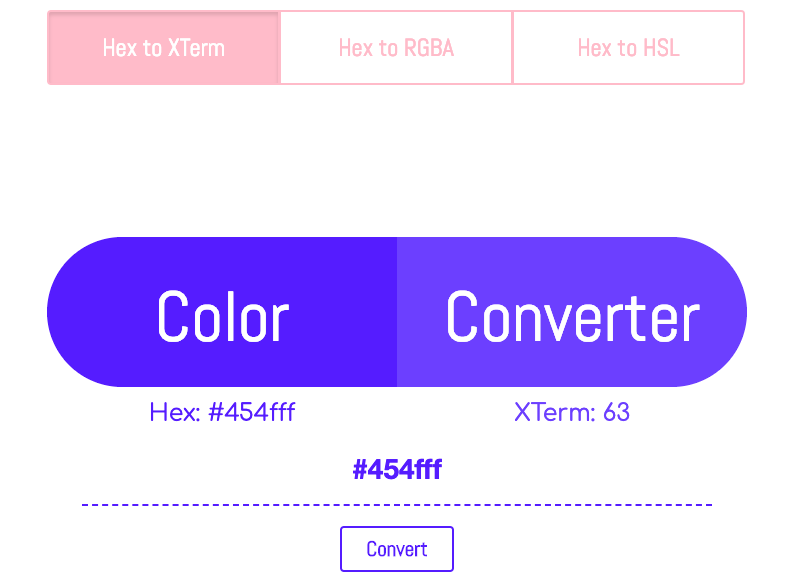 Hex to XTerm Hex to RGBA Hex to HSL
Color Converter
Hex: #454fff XTerm: 63
#454fff
Convert